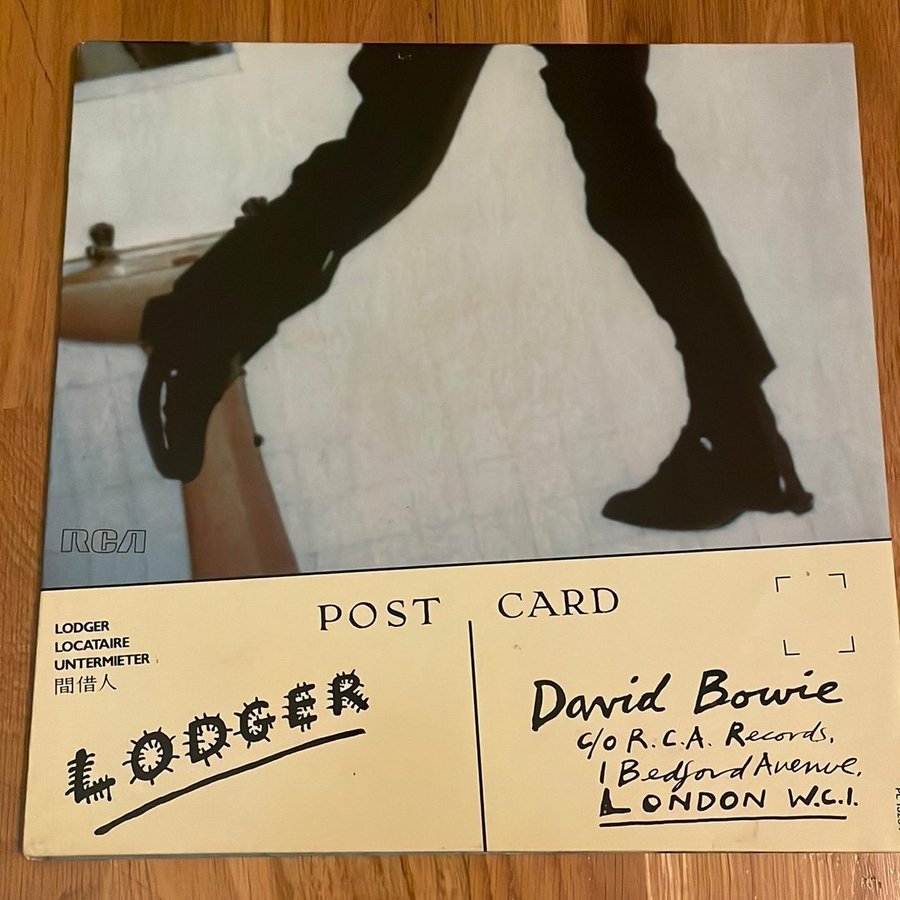 RCA
POST CARD
LODGER
LOCATAIRE
UNTERMIETER
間借人
LODGER
David Bowie
c/o R.C.A. Records,
1 Bedford Avenue,
LONDON W.C.1.